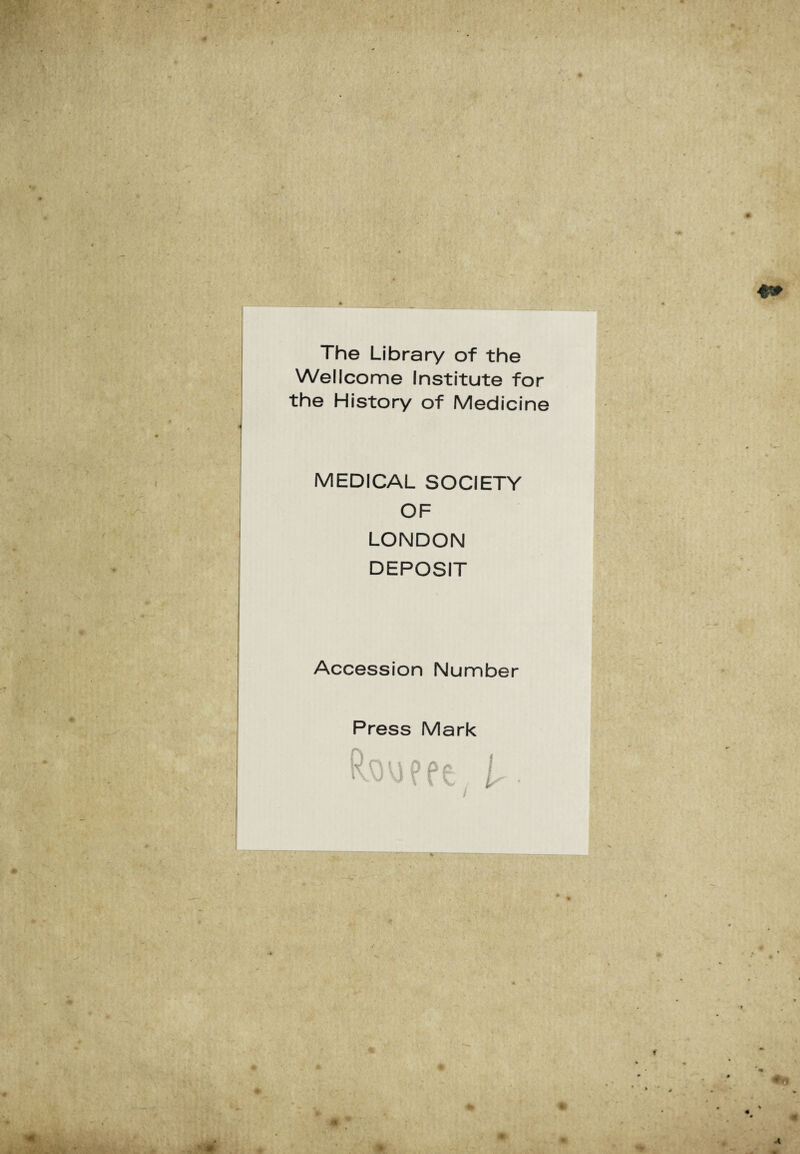 The Library of the
Wellcome Institute for
the History of Medicine
MEDICAL SOCIETY
OF
LONDON
DEPOSIT
Accession Number
Press Mark
Rouppe, L.